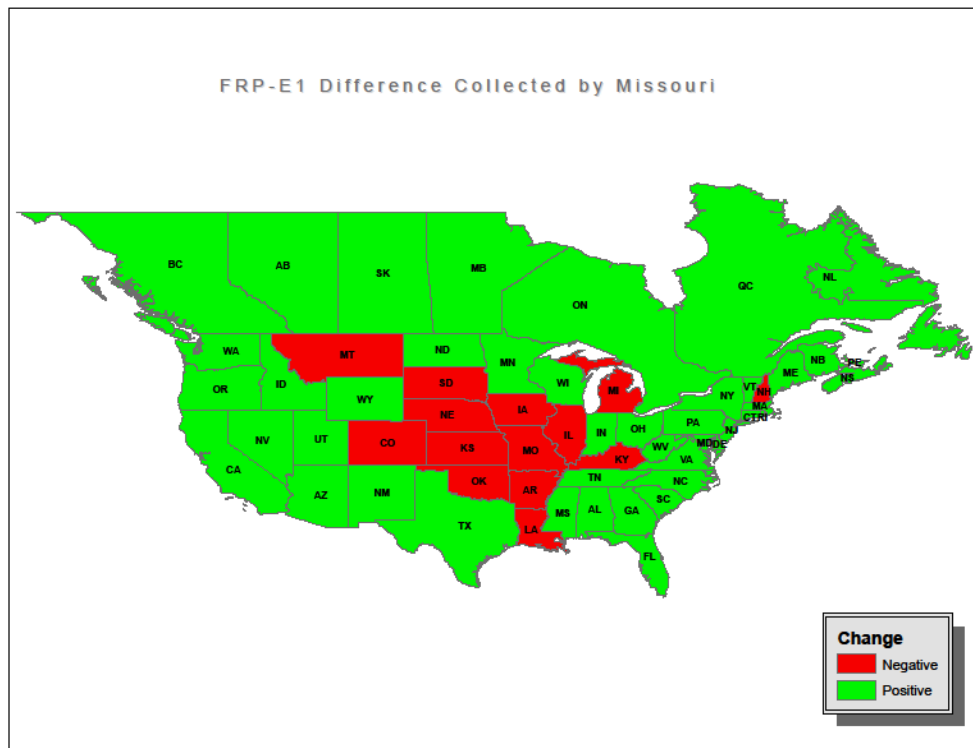 FRP-E1 Difference Collected by Missouri
BC
AB
SK
MB
ON
QC
NL
WA
MT
ND
MN
OR
ID
WY
SD
WI
MI
NY
VT
NH
ME
NB
PE
NS
MA
CTRI
NV
UT
CO
NE
IA
IL
IN
OH
PA
NJ
MD
DE
WV
VA
KS
MO
KY
CA
AZ
NM
OK
AR
TN
NC
SC
TX
LA
MS
AL
GA
FL
Change
Negative
Positive